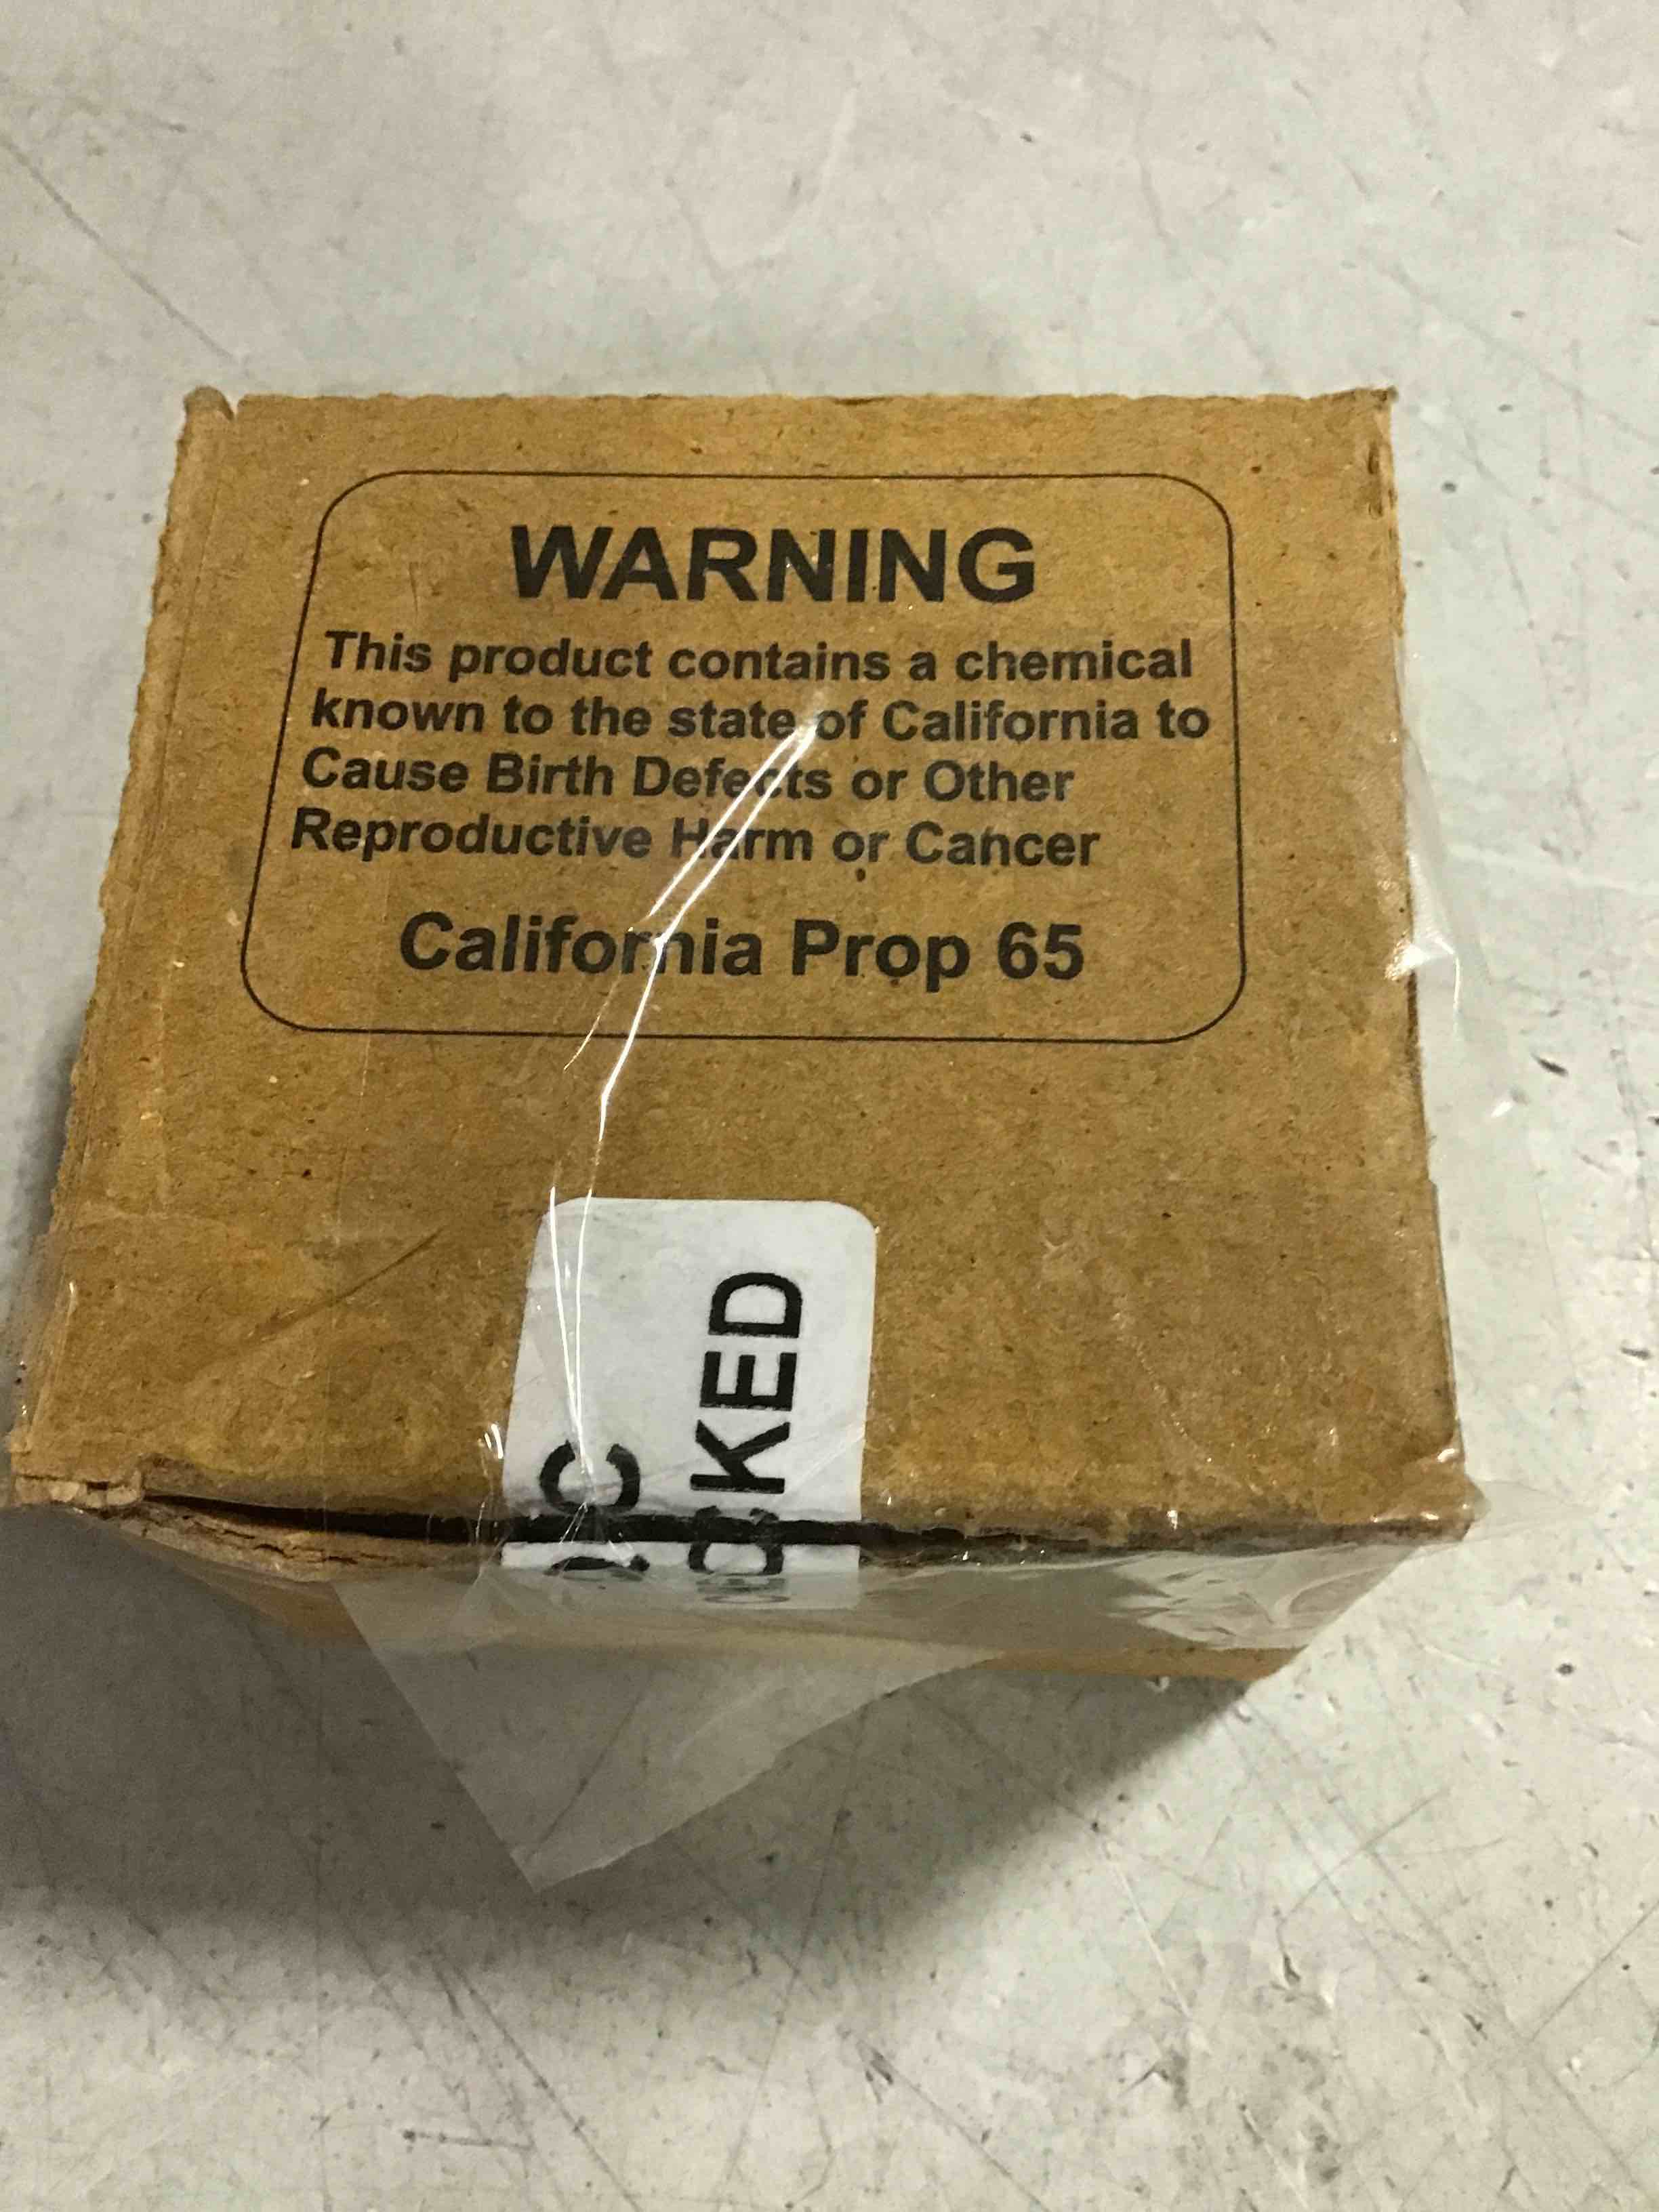 WARNING
This product contains a chemical
known to the state of California to
Cause Birth Defects or Other
Reproductive Harm or Cancer
California Prop 65